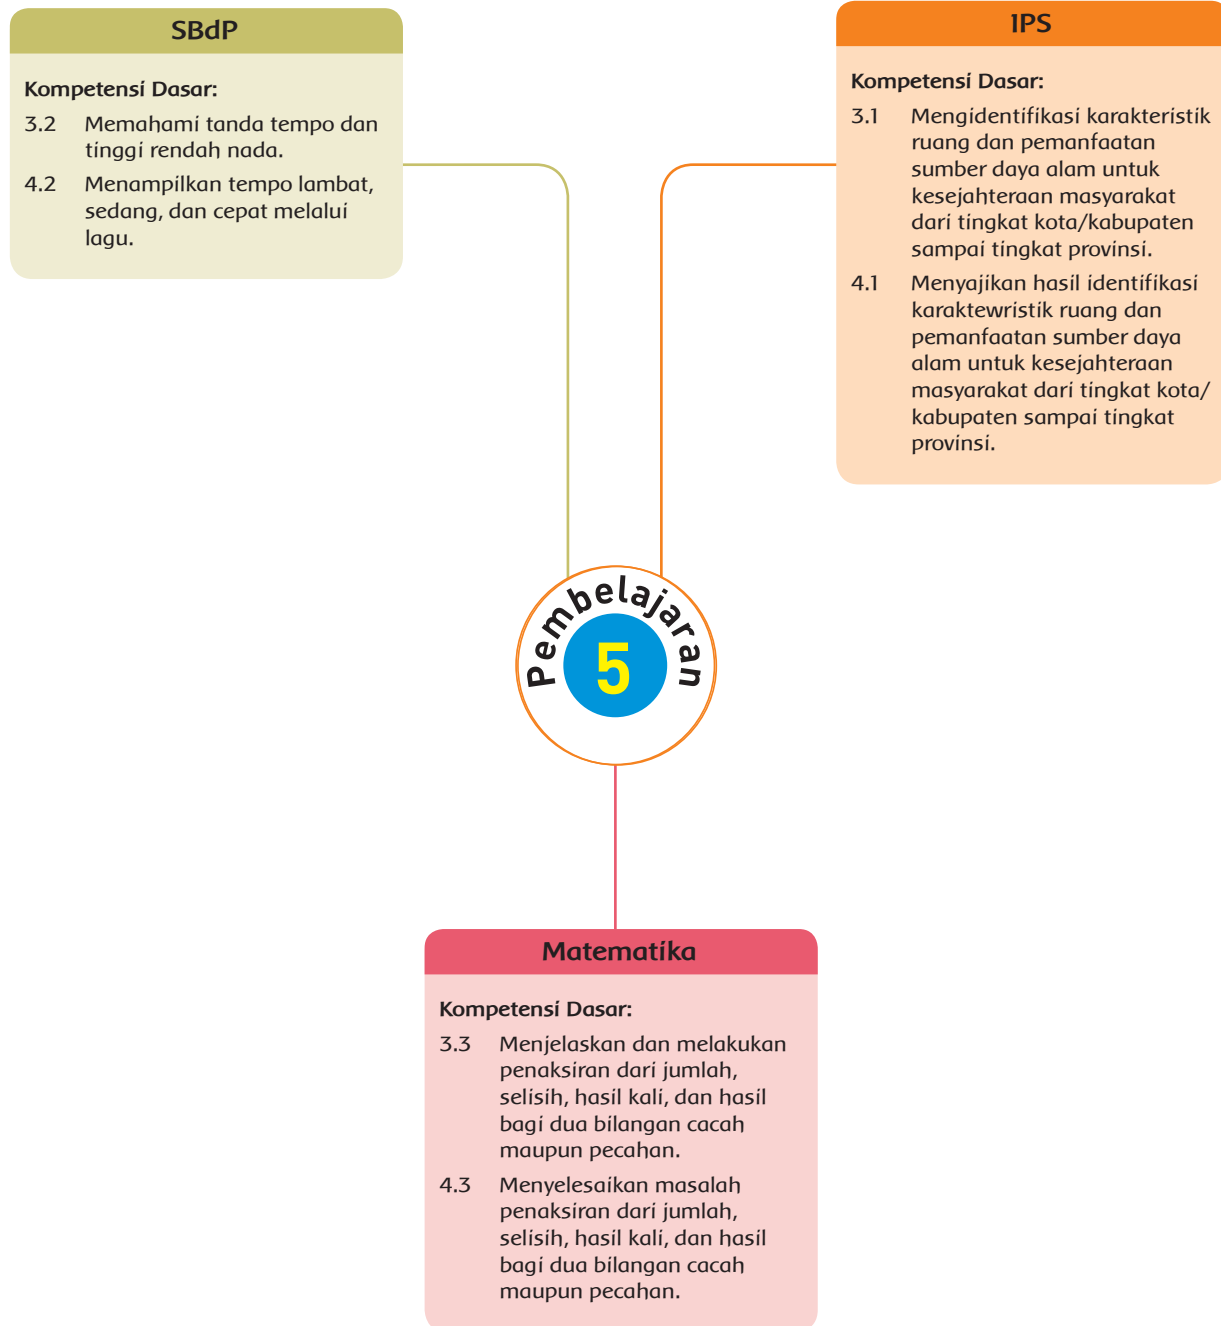 SBdP
Kompetensi Dasar:
3.2 Memahami tanda tempo dan
tinggi rendah nada.
4.2 Menampilkan tempo lambat,
sedang, dan cepat melalui
lagu.
IPS
Kompetensi Dasar:
3.1 Mengidentifikasi karakteristik
ruang dan pemanfaatan
sumber daya alam untuk
kesejahteraan masyarakat
dari tingkat kota/kabupaten
sampai tingkat provinsi.
4.1 Menyajikan hasil identifikasi
karaktewristik ruang dan
pemanfaatan sumber daya
alam untuk kesejahteraan
masyarakat dari tingkat kota/
kabupaten sampai tingkat
provinsi.
Pembelajaran
5
Matematika
Kompetensi Dasar:
3.3 Menjelaskan dan melakukan
penaksiran dari jumlah,
selisih, hasil kali, dan hasil
bagi dua bilangan cacah
maupun pecahan.
4.3 Menyelesaikan masalah
penaksiran dari jumlah,
selisih, hasil kali, dan hasil
bagi dua bilangan cacah
maupun pecahan.